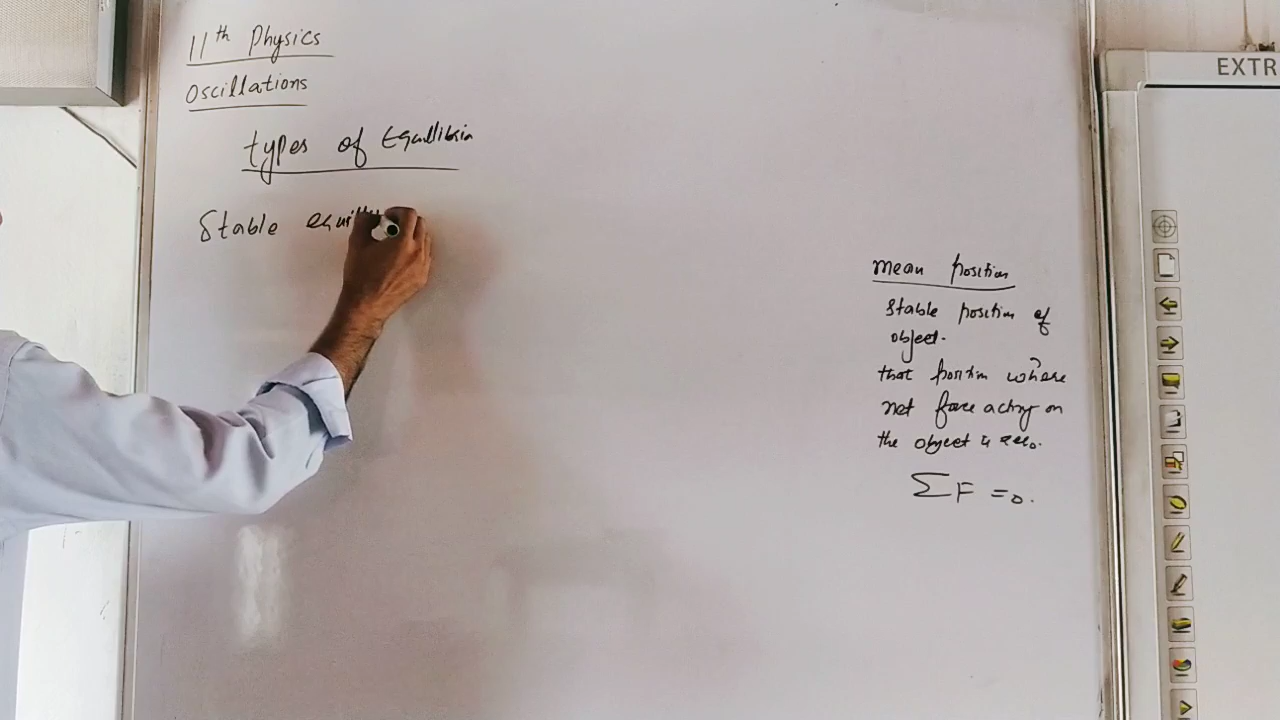 11th Physics
Oscillations
types of Equilibria
Stable
mean position
Stable position of
object.
that position where
net force acting on
the object is zero.
ΣF = 0.
EXTR